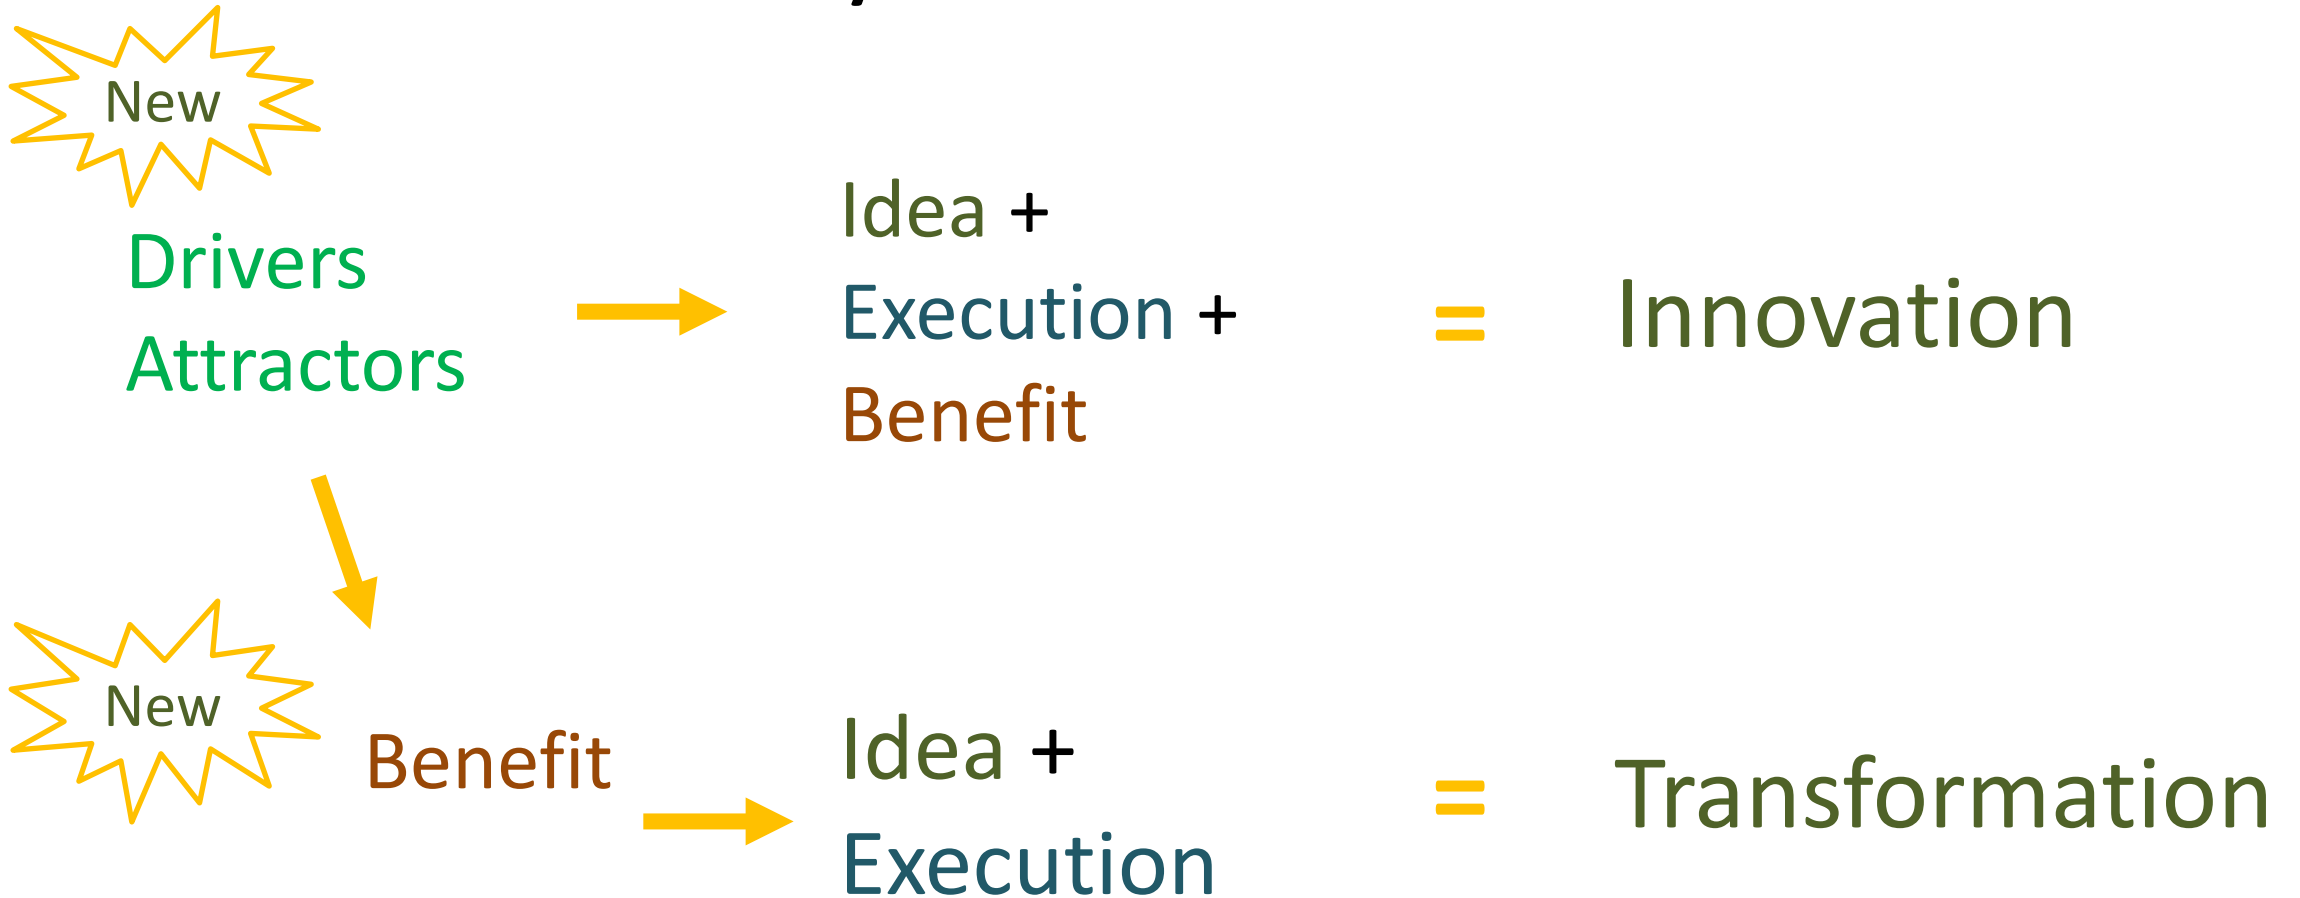 New
Drivers
Attractors
Idea +
Execution +
Benefit
=
Innovation
New
Benefit
Idea +
Execution
=
Transformation